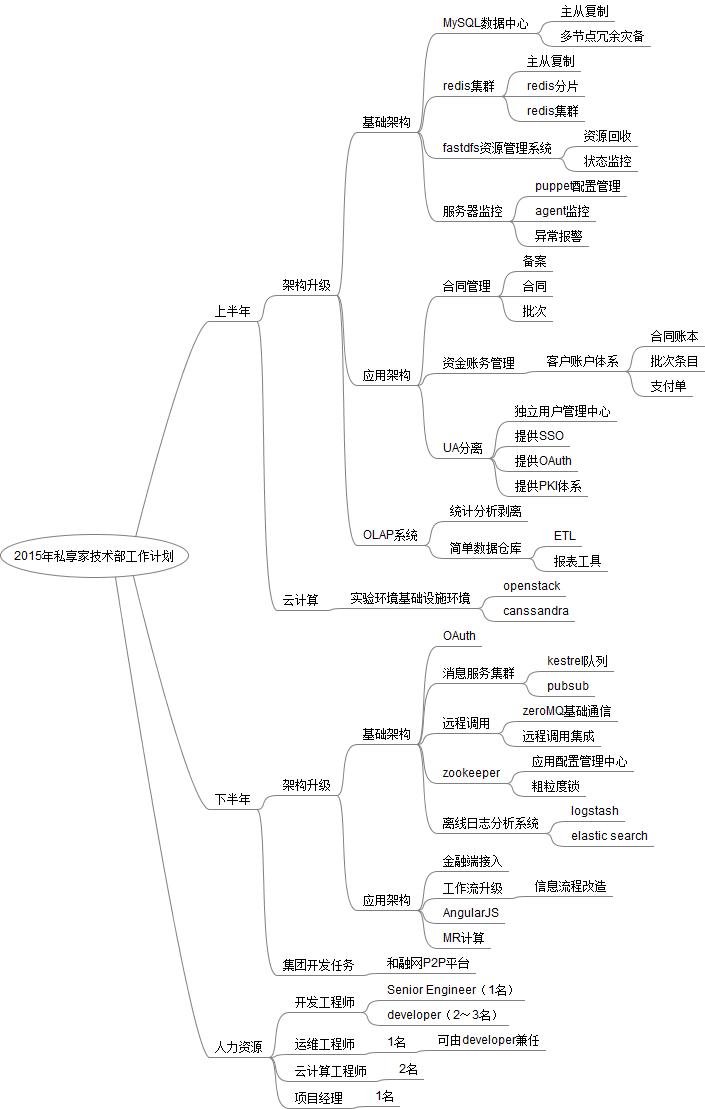 2015年私享家技术部工作计划
上半年
架构升级
基础架构
MySQL数据中心
主从复制
多节点冗余灾备
redis集群
主从复制
redis分片
redis集群
fastdfs资源管理系统
资源回收
状态监控
服务器监控
puppet配置管理
agent监控
异常报警
应用架构
合同管理
备案
合同
批次
资金账务管理
客户账户体系
合同账本
批次条目
支付单
UA分离
独立用户管理中心
提供SSO
提供OAuth
提供PKI体系
OLAP系统
统计分析剥离
简单数据仓库
ETL
报表工具
云计算
实验环境基础设施环境
openstack
canssandra
下半年
架构升级
基础架构
OAuth
消息服务集群
kestrel队列
pubsub
远程调用
zeroMQ基础通信
远程调用集成
zookeeper
应用配置管理中心
粗粒度锁
离线日志分析系统
logstash
elastic search
应用架构
金融端接入
工作流升级
信息流程改造
AngularJS
MR计算
集团开发任务
和融网P2P平台
人力资源
开发工程师
Senior Engineer（1名）
developer（2～3名）
运维工程师
1名
可由developer兼任
云计算工程师
2名
项目经理
1名